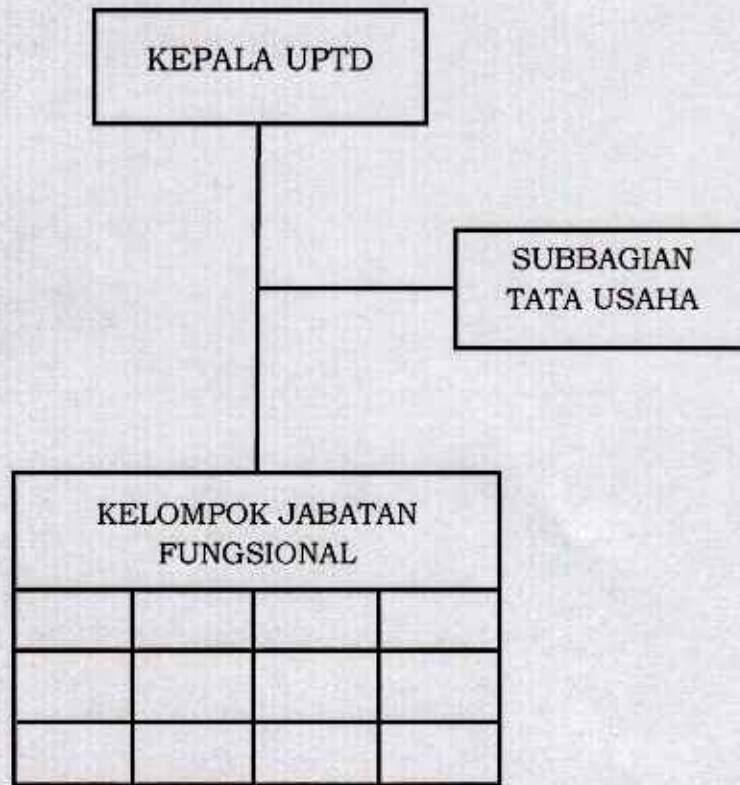 KEPALA UPTD
SUBBAGIAN
TATA USAHA
KELOMPOK JABATAN
FUNGSIONAL